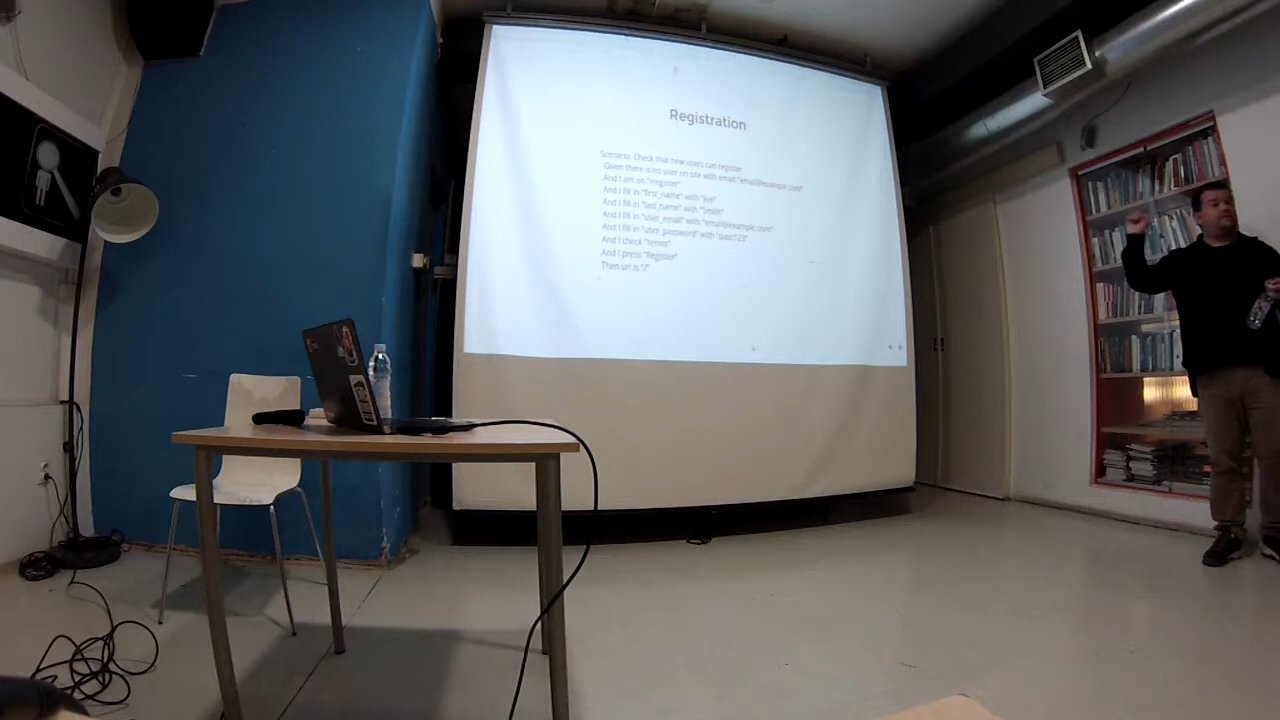 Registration
Scenario: Check that new users can register
Given there is no user on site with email "email@example.com"
And I am on "/register"
And I fill in "first_name" with "Joe"
And I fill in "last_name" with "Smith"
And I fill in "user_email" with "email@example.com"
And I fill in "user_password" with "pass123"
And I check "terms"
And I press "Register"
Then url is "/"